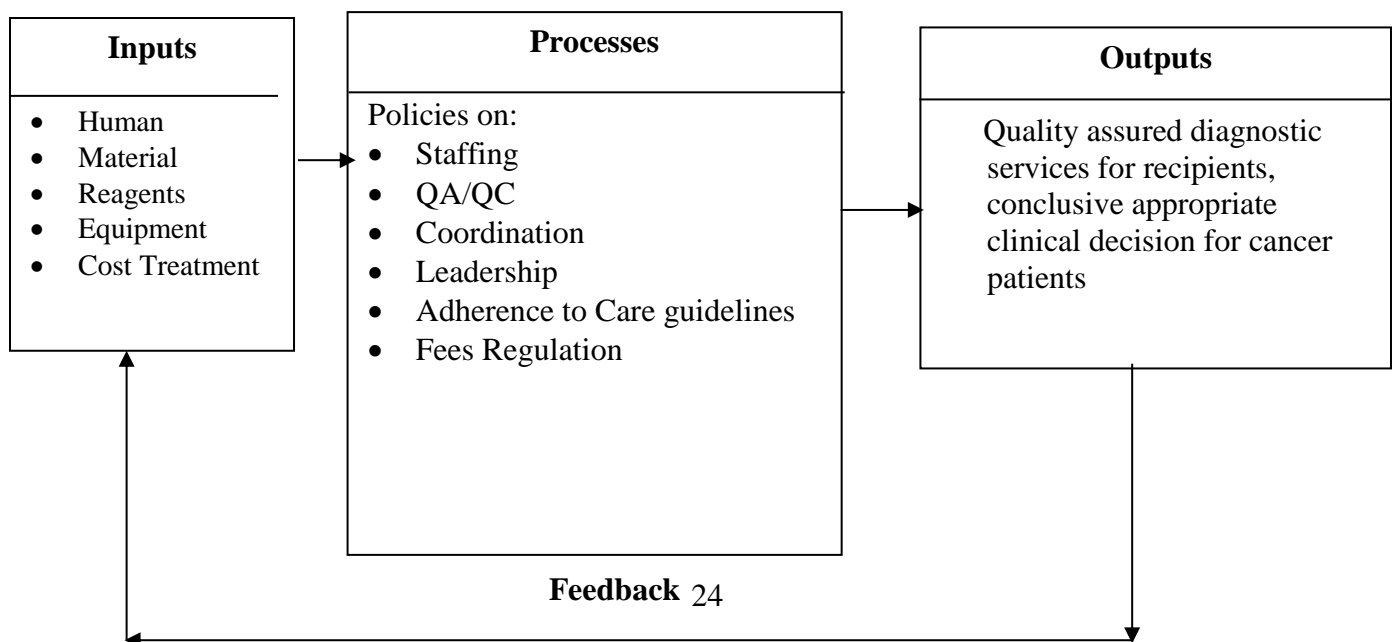 Inputs
• Human
• Material
• Reagents
• Equipment
• Cost Treatment
Processes
Policies on:
• Staffing
• QA/QC
• Coordination
• Leadership
• Adherence to Care guidelines
• Fees Regulation
Outputs
Quality assured diagnostic
services for recipients,
conclusive appropriate
clinical decision for cancer
patients
Feedback 24